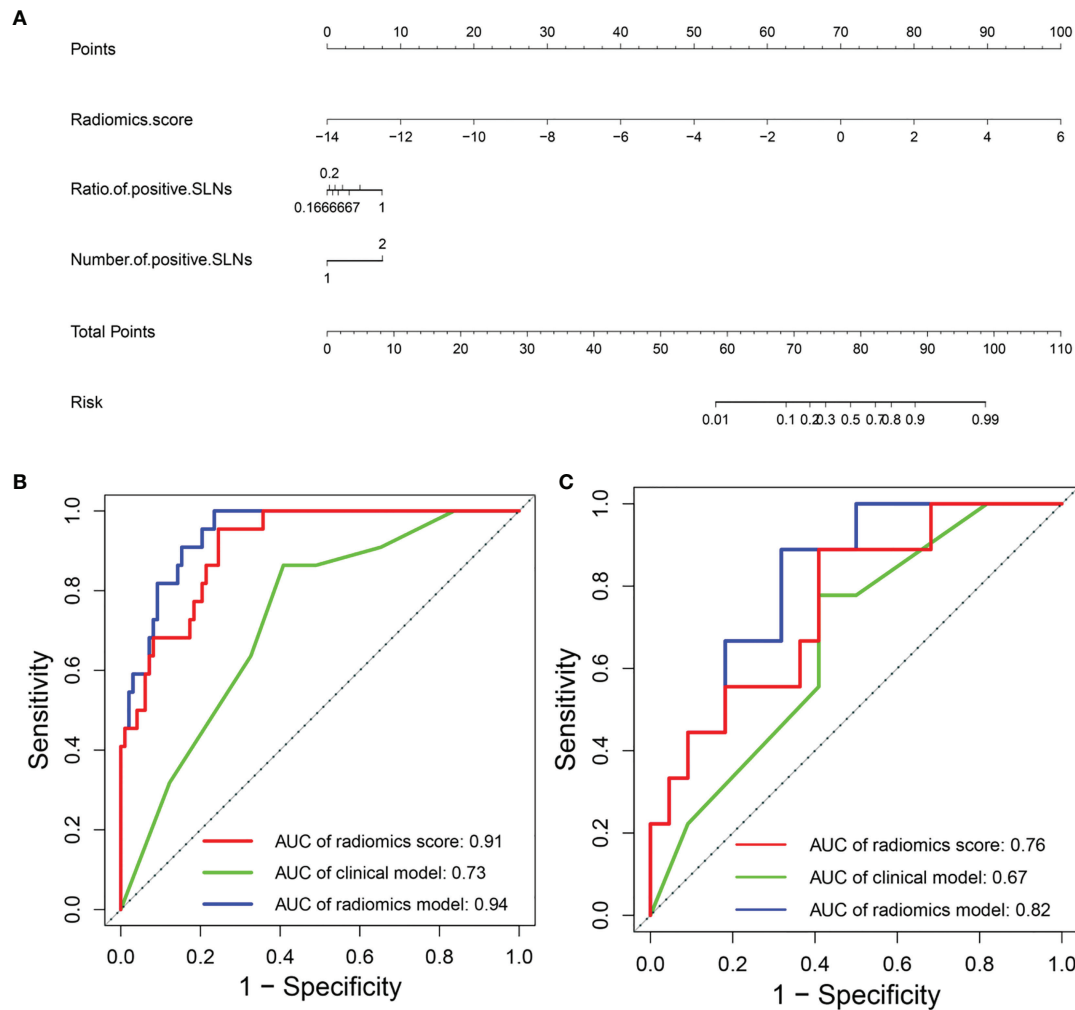 A
Points
0 10 20 30 40 50 60 70 80 90 100
Radiomics.score
−14 −12 −10 −8 −6 −4 −2 0 2 4 6
0.2
Ratio.of.positive.SLNs
0.1666667 1
2
Number.of.positive.SLNs
1
Total Points
0 10 20 30 40 50 60 70 80 90 100 110
Risk
0.01 0.1 0.2 0.3 0.5 0.7 0.8 0.9 0.99
B
Sensitivity
1.0
0.8
0.6
0.4
0.2
0.0
AUC of radiomics score: 0.91
AUC of clinical model: 0.73
AUC of radiomics model: 0.94
0.0 0.2 0.4 0.6 0.8 1.0
1 − Specificity
C
Sensitivity
1.0
0.8
0.6
0.4
0.2
0.0
AUC of radiomics score: 0.76
AUC of clinical model: 0.67
AUC of radiomics model: 0.82
0.0 0.2 0.4 0.6 0.8 1.0
1 − Specificity